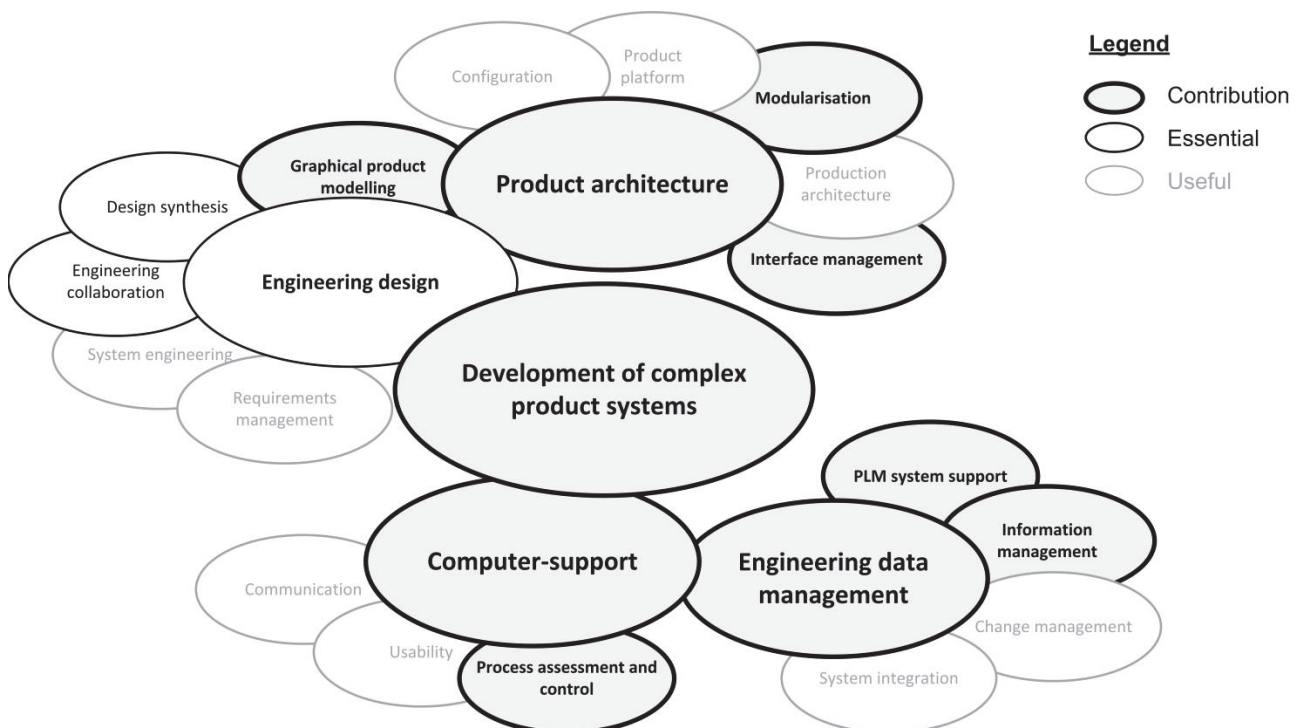 Legend
Contribution
Essential
Useful
Configuration
Product
platform
Modularisation
Graphical product
modelling
Product architecture
Production
architecture
Design synthesis
Interface management
Engineering
collaboration
Engineering design
System engineering
Requirements
management
Development of complex
product systems
PLM system support
Information
management
Computer-support
Engineering data
management
Communication
Change management
Usability
Process assessment and
control
System integration